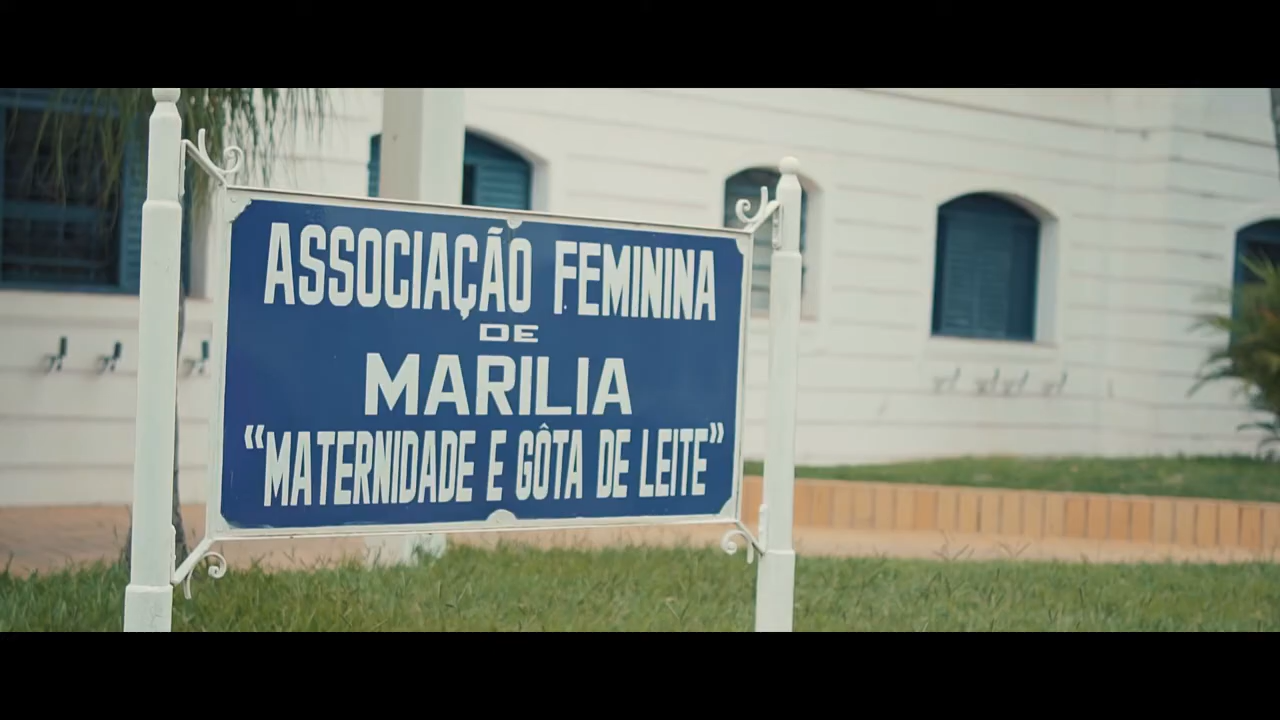 ASSOCIAÇÃO FEMININA
DE
MARILIA
“MATERNIDADE E GÔTA DE LEITE”